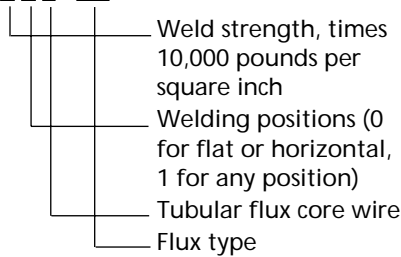 Weld strength, times
10,000 pounds per
square inch
Welding positions (0
for flat or horizontal,
1 for any position)
Tubular flux core wire
Flux type